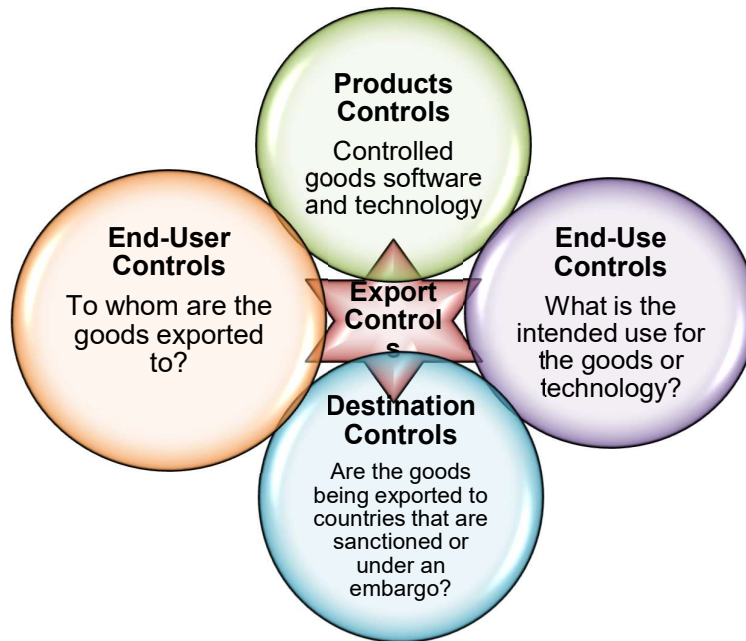 Products
Controls
Controlled
goods software
and technology
End-User
Controls
To whom are the
goods exported
to?
Export
Control
s
End-Use
Controls
What is the
intended use for
the goods or
technology?
Destination
Controls
Are the goods
being exported to
countries that are
sanctioned or
under an
embargo?